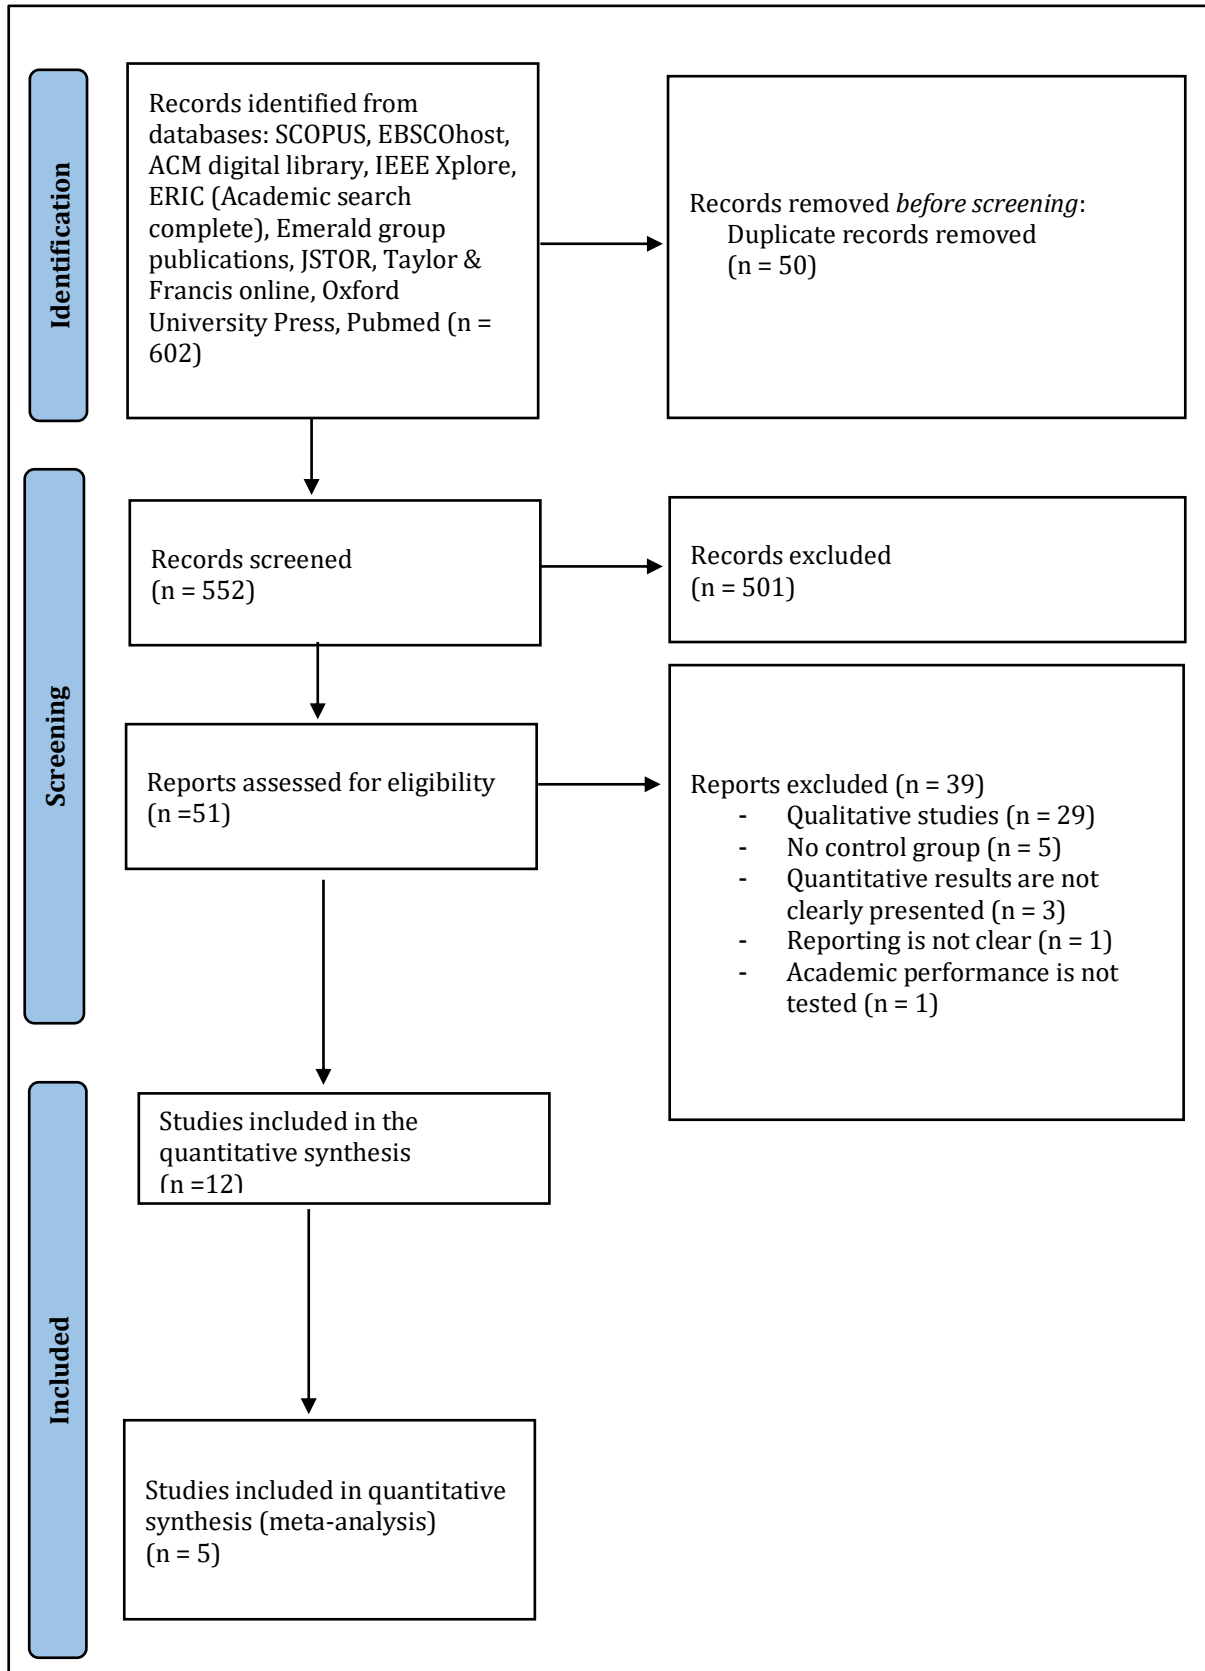 Identification
Records identified from
databases: SCOPUS, EBSCOhost,
ACM digital library, IEEE Xplore,
ERIC (Academic search
complete), Emerald group
publications, JSTOR, Taylor &
Francis online, Oxford
University Press, Pubmed (n =
602)
Records removed before screening:
Duplicate records removed
(n = 50)
Screening
Records screened
(n = 552)
Records excluded
(n = 501)
Reports assessed for eligibility
(n =51)
Reports excluded (n = 39)
- Qualitative studies (n = 29)
- No control group (n = 5)
- Quantitative results are not
clearly presented (n = 3)
- Reporting is not clear (n = 1)
- Academic performance is not
tested (n = 1)
Included
Studies included in the
quantitative synthesis
(n =12)
Studies included in quantitative
synthesis (meta-analysis)
(n = 5)